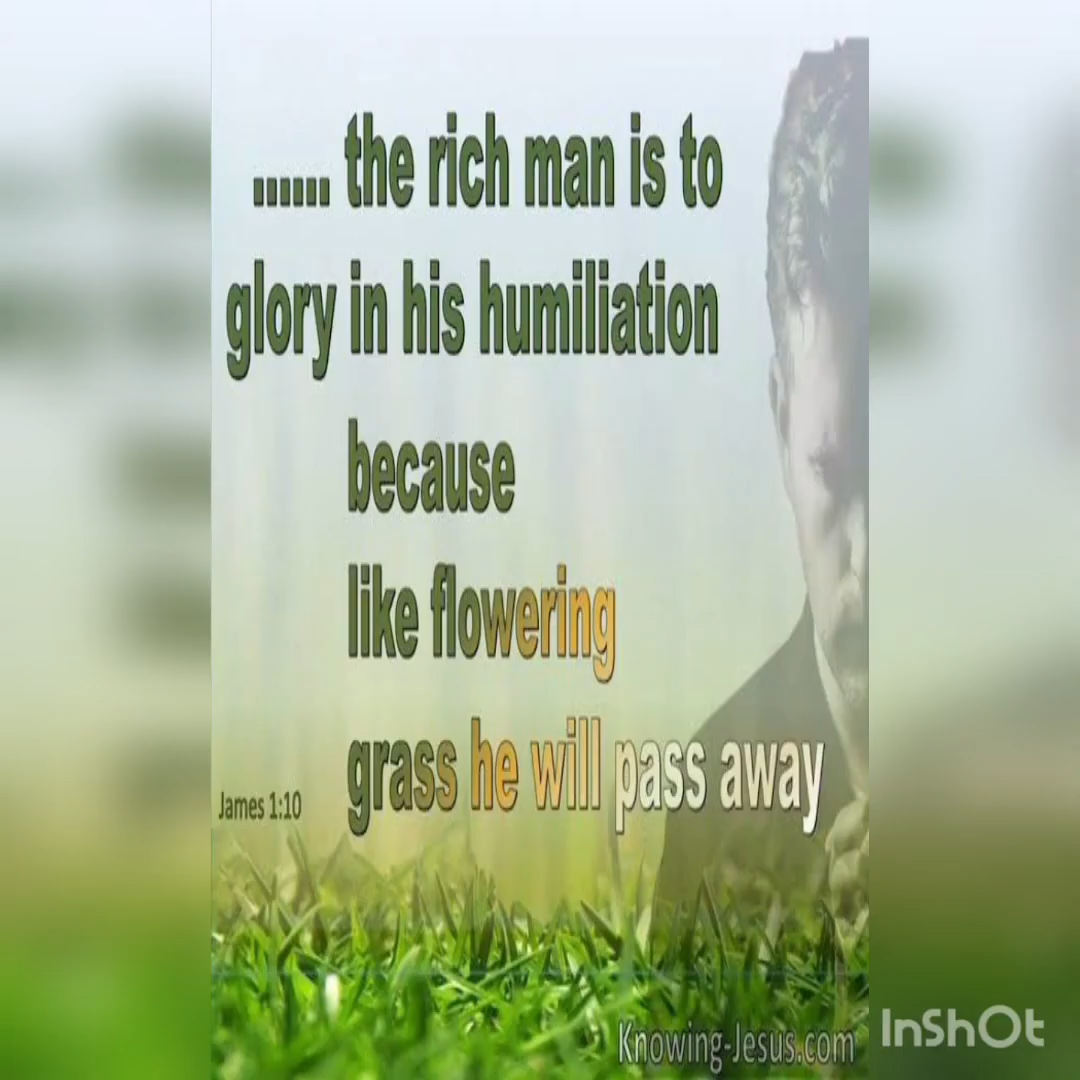 ...... the rich man is to
glory in his humiliation
because
like flowering
grass he will pass away
James 1:10
Knowing-Jesus.com
InShOt